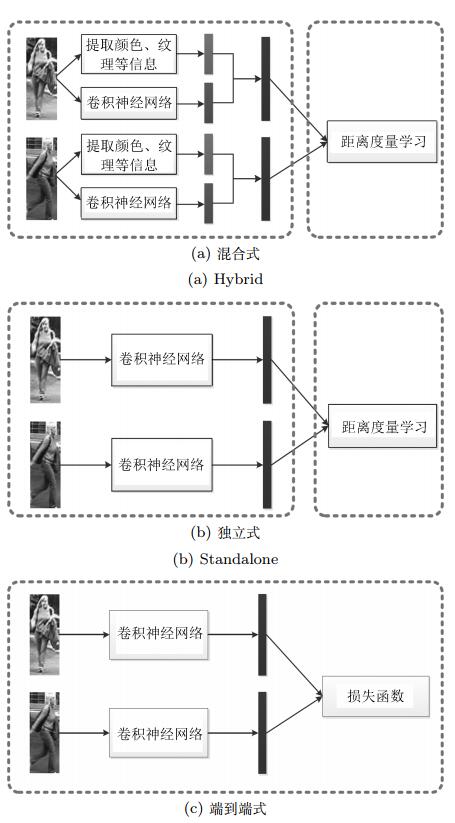 提取颜色、纹
理等信息
卷积神经网络
提取颜色、纹
理等信息
卷积神经网络
距离度量学习
(a) 混合式
(a) Hybrid
卷积神经网络
卷积神经网络
距离度量学习
(b) 独立式
(b) Standalone
卷积神经网络
卷积神经网络
损失函数
(c) 端到端式